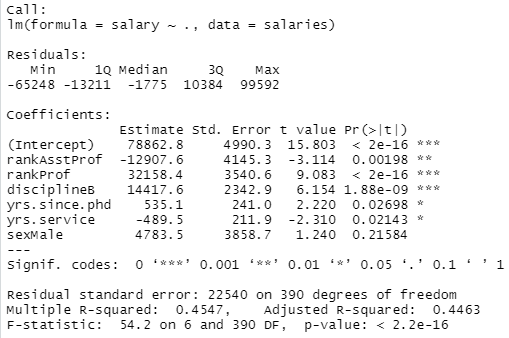 Call:
lm(formula = salary ~ ., data = salaries)
Residuals:
Min 1Q Median 3Q Max
-65248 -13211 -1775 10384 99592
Coefficients:
Estimate Std. Error t value Pr(>|t|)
(Intercept) 78862.8 4990.3 15.803 < 2e-16 ***
rankAsstProf -12907.6 4145.3 -3.114 0.00198 **
rankProf 32158.4 3540.6 9.083 < 2e-16 ***
disciplineB 14417.6 2342.9 6.154 1.88e-09 ***
yrs.since.phd 535.1 241.0 2.220 0.02698 *
yrs.service -489.5 211.9 -2.310 0.02143 *
sexMale 4783.5 3858.7 1.240 0.21584
---
Signif. codes: 0 ‘***’ 0.001 ‘**’ 0.01 ‘*’ 0.05 ‘.’ 0.1 ‘ ’ 1
Residual standard error: 22540 on 390 degrees of freedom
Multiple R-squared: 0.4547, Adjusted R-squared: 0.4463
F-statistic: 54.2 on 6 and 390 DF, p-value: < 2.2e-16